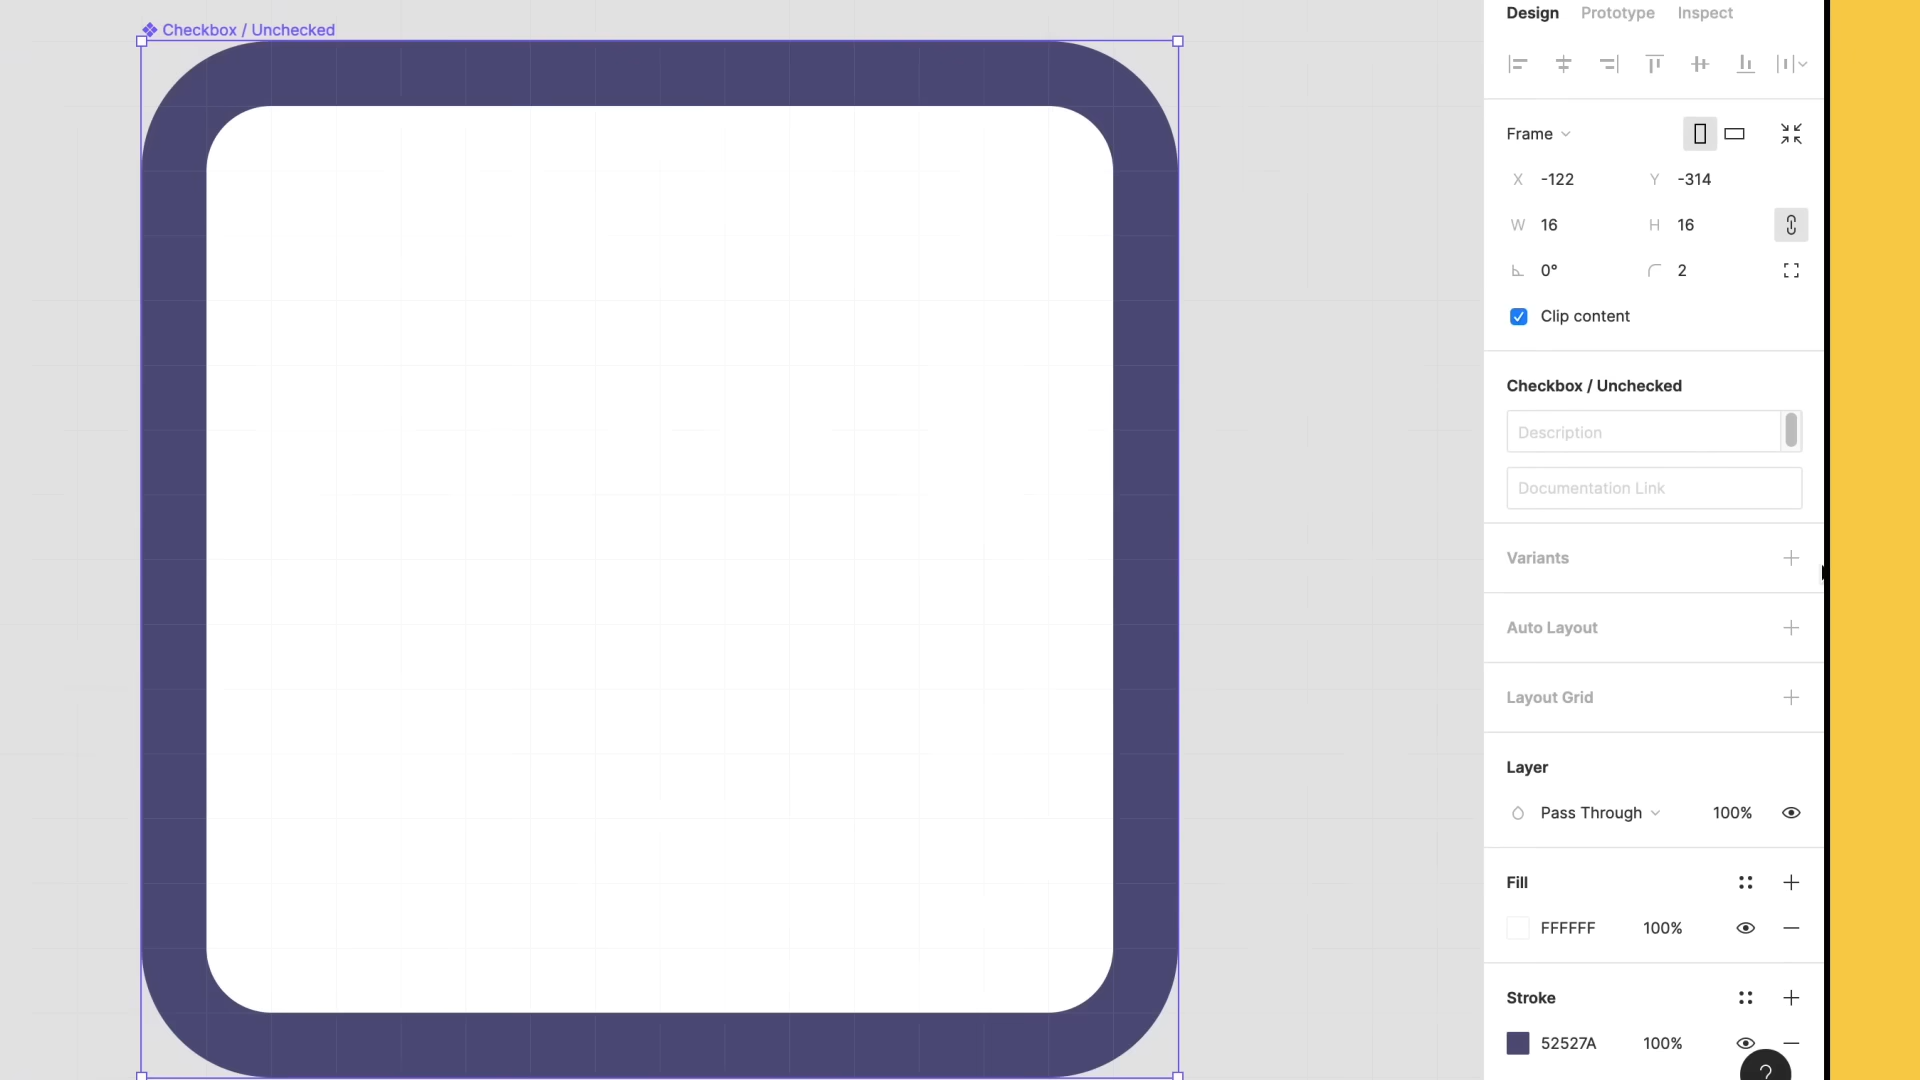 Checkbox / Unchecked
Design Prototype Inspect
Frame
X -122 Y -314
W 16 H 16
0° 2
Clip content
Checkbox / Unchecked
Description
Documentation Link
Variants
Auto Layout
Layout Grid
Layer
Pass Through 100%
Fill
FFFFFF 100%
Stroke
52527A 100%
?